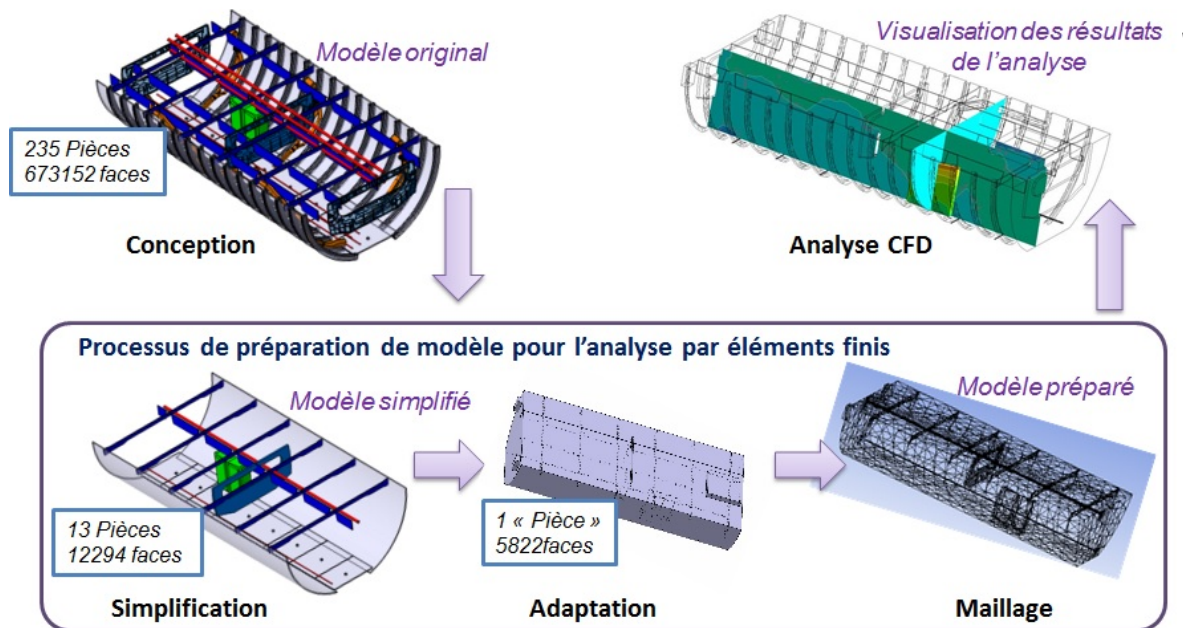 Modèle original
235 Pièces
673152 faces
Conception
Visualisation des résultats
de l'analyse
Analyse CFD
Processus de préparation de modèle pour l'analyse par éléments finis
Modèle simplifié
13 Pièces
12294 faces
Simplification
1 « Pièce »
5822faces
Adaptation
Modèle préparé
Maillage